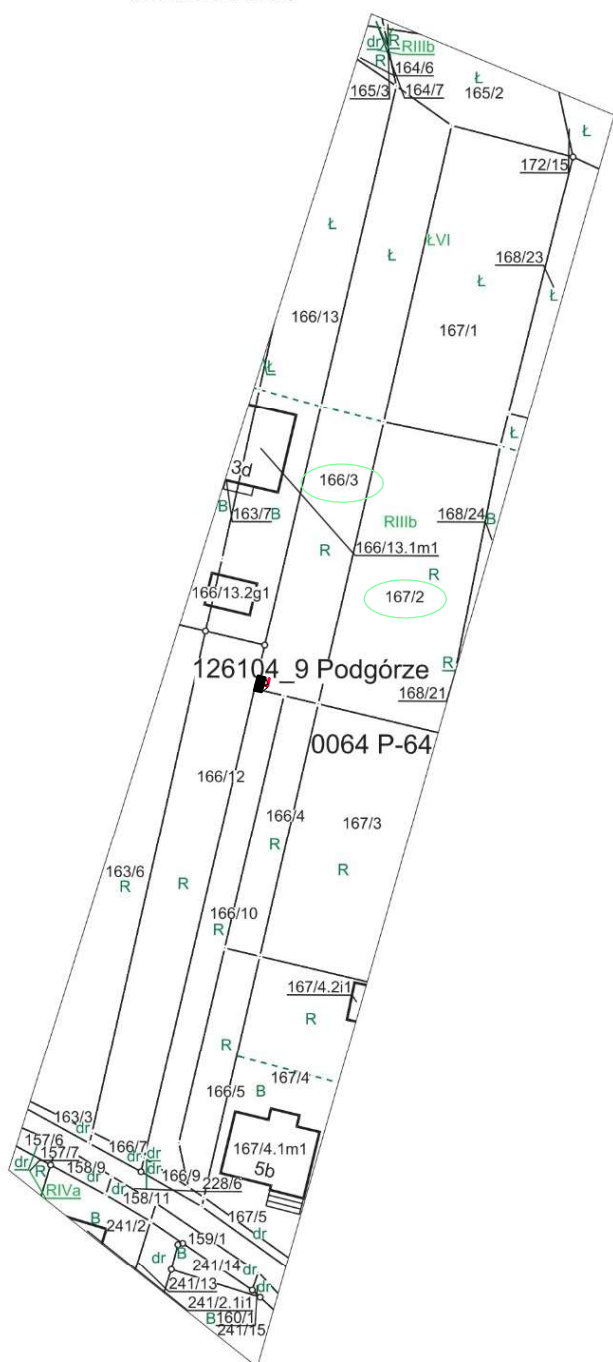 dr R RIIIb
R 164/6
165/3 164/7 Ł 165/2
Ł
172/15
Ł
Ł ŁVI
168/23
Ł
Ł
166/13
167/1
Ł
Ł
3d
166/3
B 163/7 B
RIIIb 168/24 B
R 166/13.1m1
R
166/13.2g1
167/2
R
126104_9 Podgórze
168/21
0064 P-64
166/12
166/4 167/3
R
163/6
R R R
166/10
R
167/4.2i1
R
R
167/4
166/5 B
163/3
dr
157/6
157/7 166/7 dr dr
167/4.1m1
dr R 158/9 dr 166/9 5b
dr dr 228/6
RIVa 158/11
B 241/2 167/5
dr
159/1
dr B 241/14
dr
241/13 dr
241/2.1i1
B 160/1
241/15